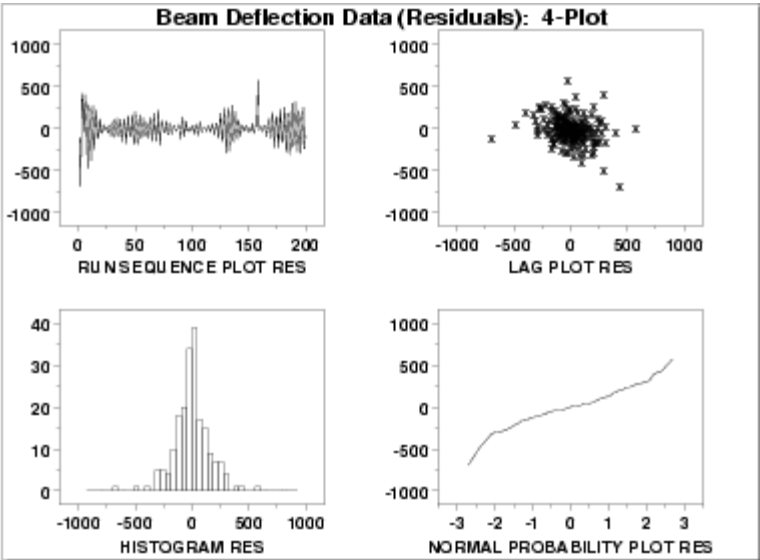 Beam Deflection Data (Residuals): 4-Plot
1000
500
0
-500
-1000
0 50 100 150 200
RUN SEQUENCE PLOT RES
1000
500
0
-500
-1000
-1000 -500 0 500 1000
LAG PLOT RES
40
30
20
10
0
-1000 -500 0 500 1000
HISTOGRAM RES
1000
500
0
-500
-1000
-3 -2 -1 0 1 2 3
NORMAL PROBABILITY PLOT RES